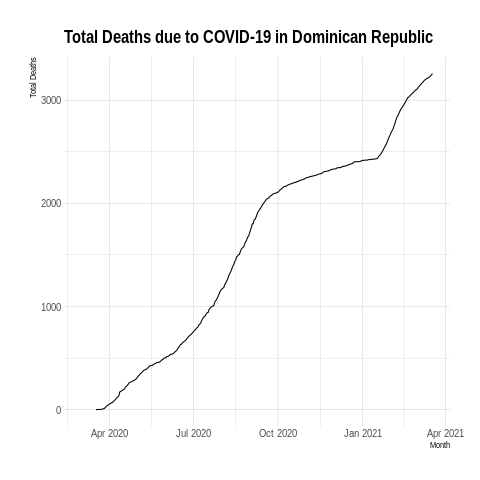 Total Deaths due to COVID-19 in Dominican Republic
Total Deaths
3000
2000
1000
0
Apr 2020 Jul 2020 Oct 2020 Jan 2021 Apr 2021
Month